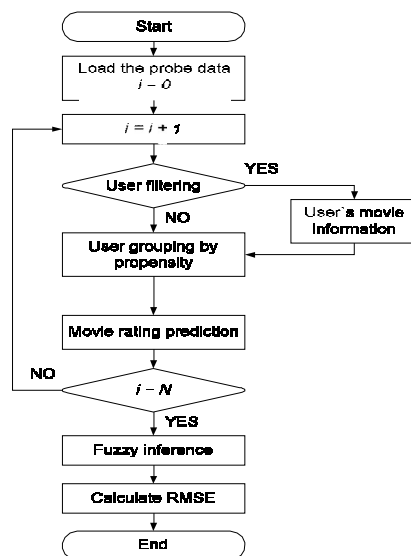 Start
Load the probe data
i = 0
i = i + 1
User filtering
YES
NO
User`s movie
information
User grouping by
propensity
Movie rating prediction
NO
i = N
YES
Fuzzy inference
Calculate RMSE
End